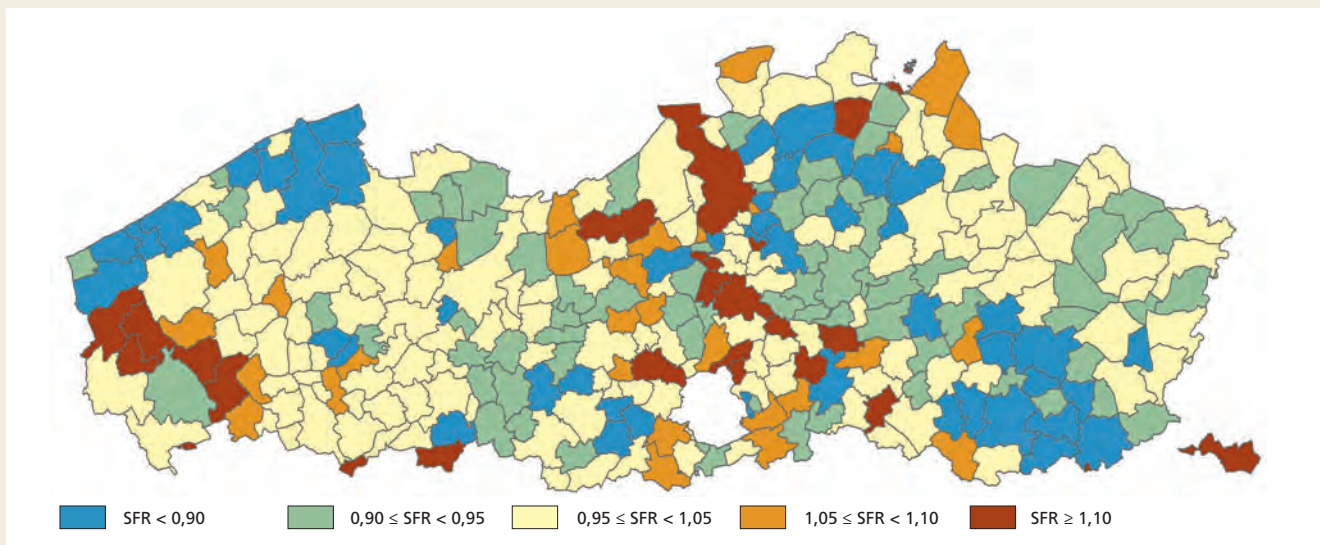 SFR < 0,90 0,90 ≤ SFR < 0,95 0,95 ≤ SFR < 1,05 1,05 ≤ SFR < 1,10 SFR ≥ 1,10